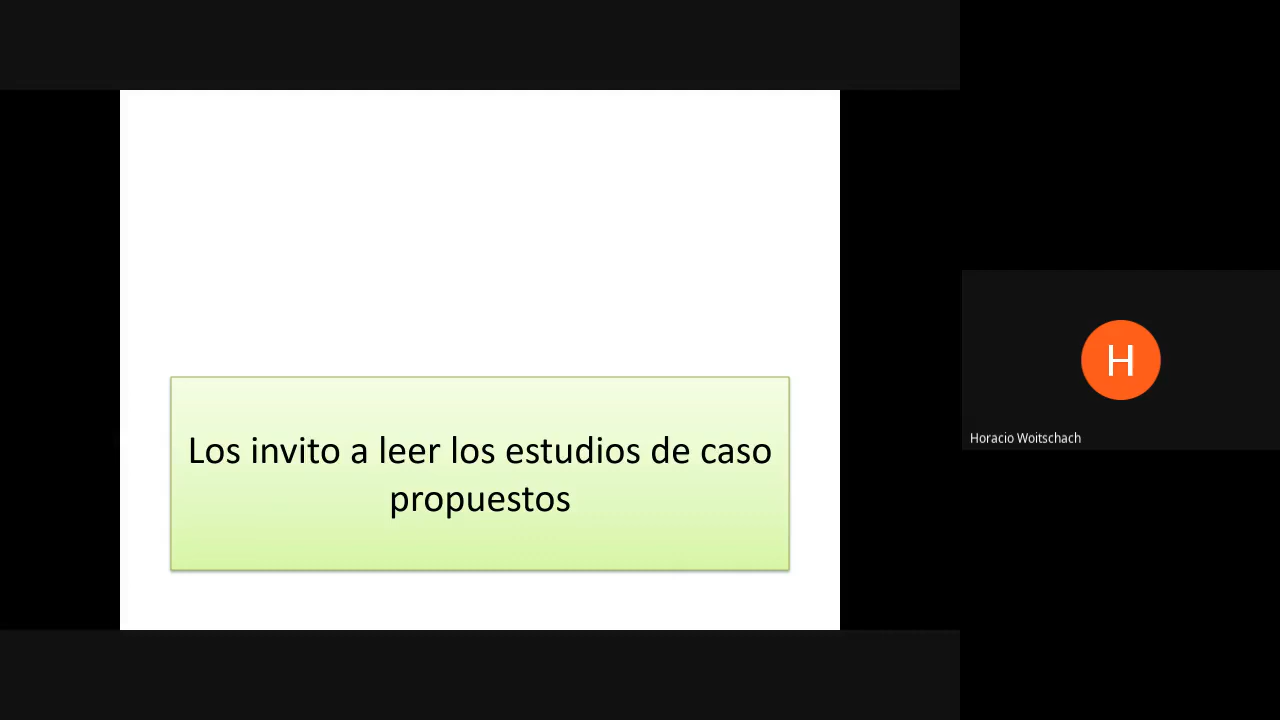 Los invito a leer los estudios de caso
propuestos
H
Horacio Woitschach